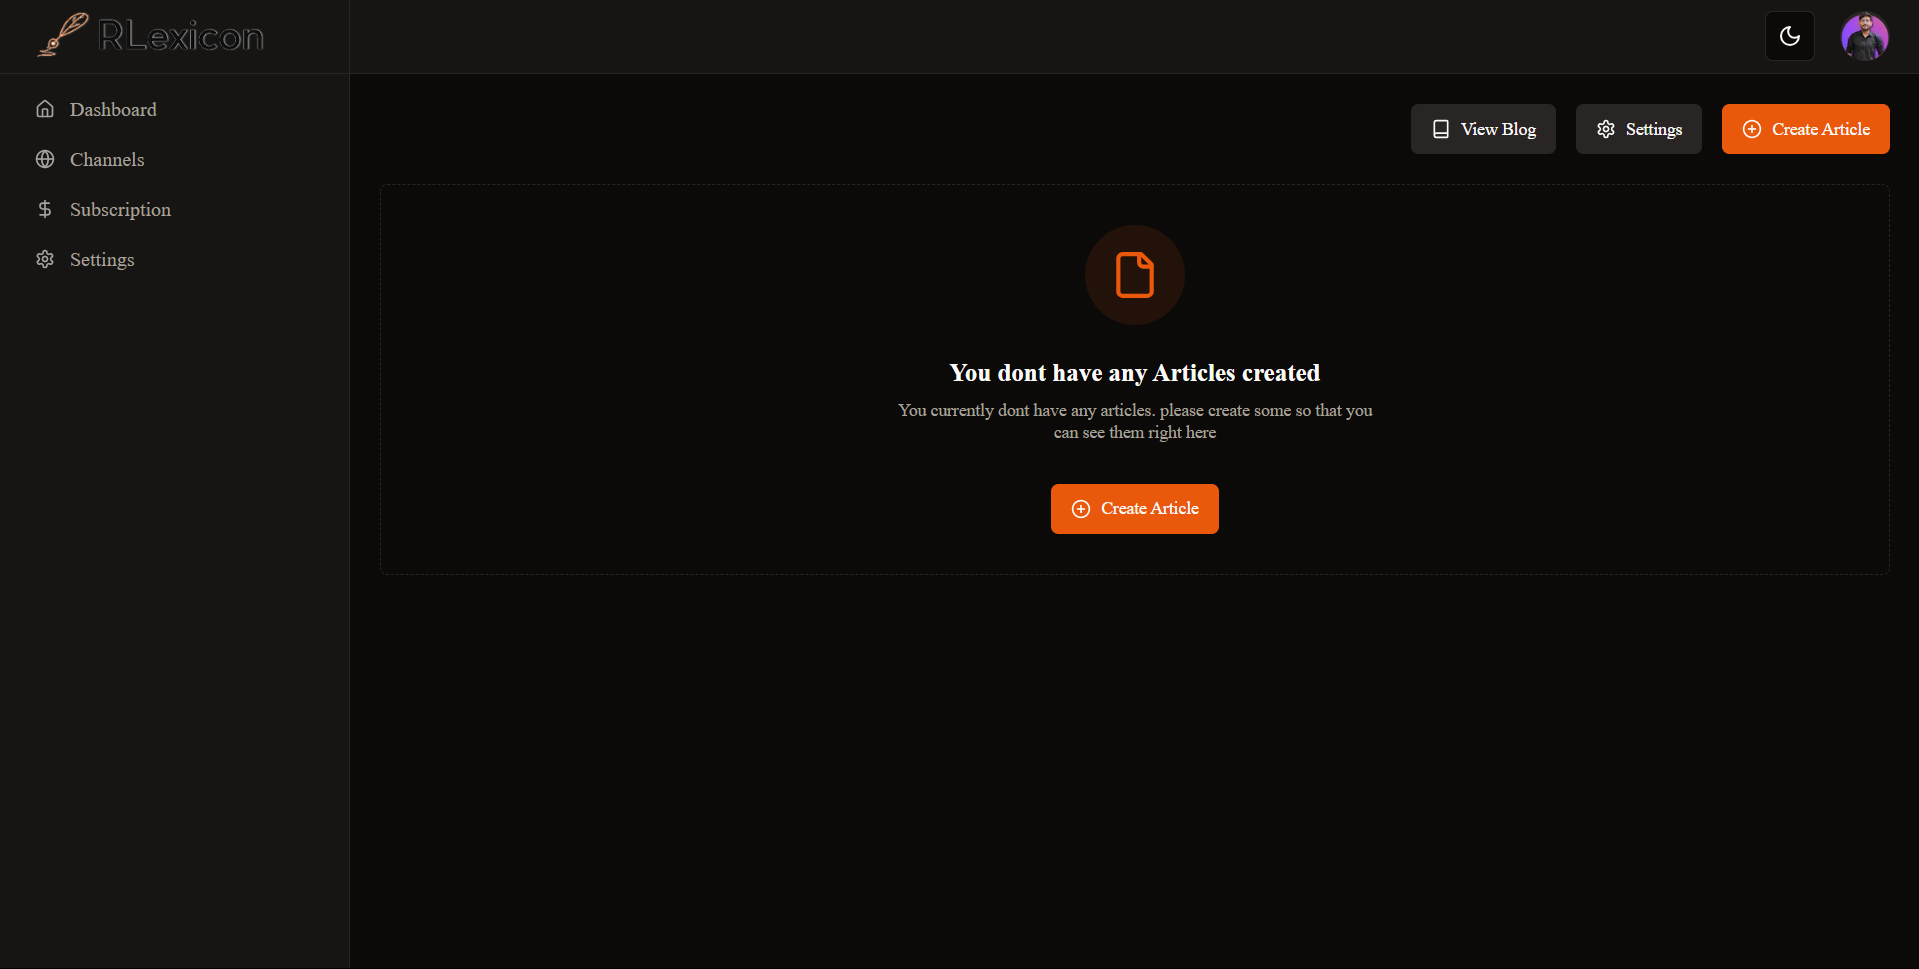 RLexicon
Dashboard
Channels
Subscription
Settings
View Blog
Settings
Create Article
You dont have any Articles created
You currently dont have any articles. please create some so that you
can see them right here
Create Article